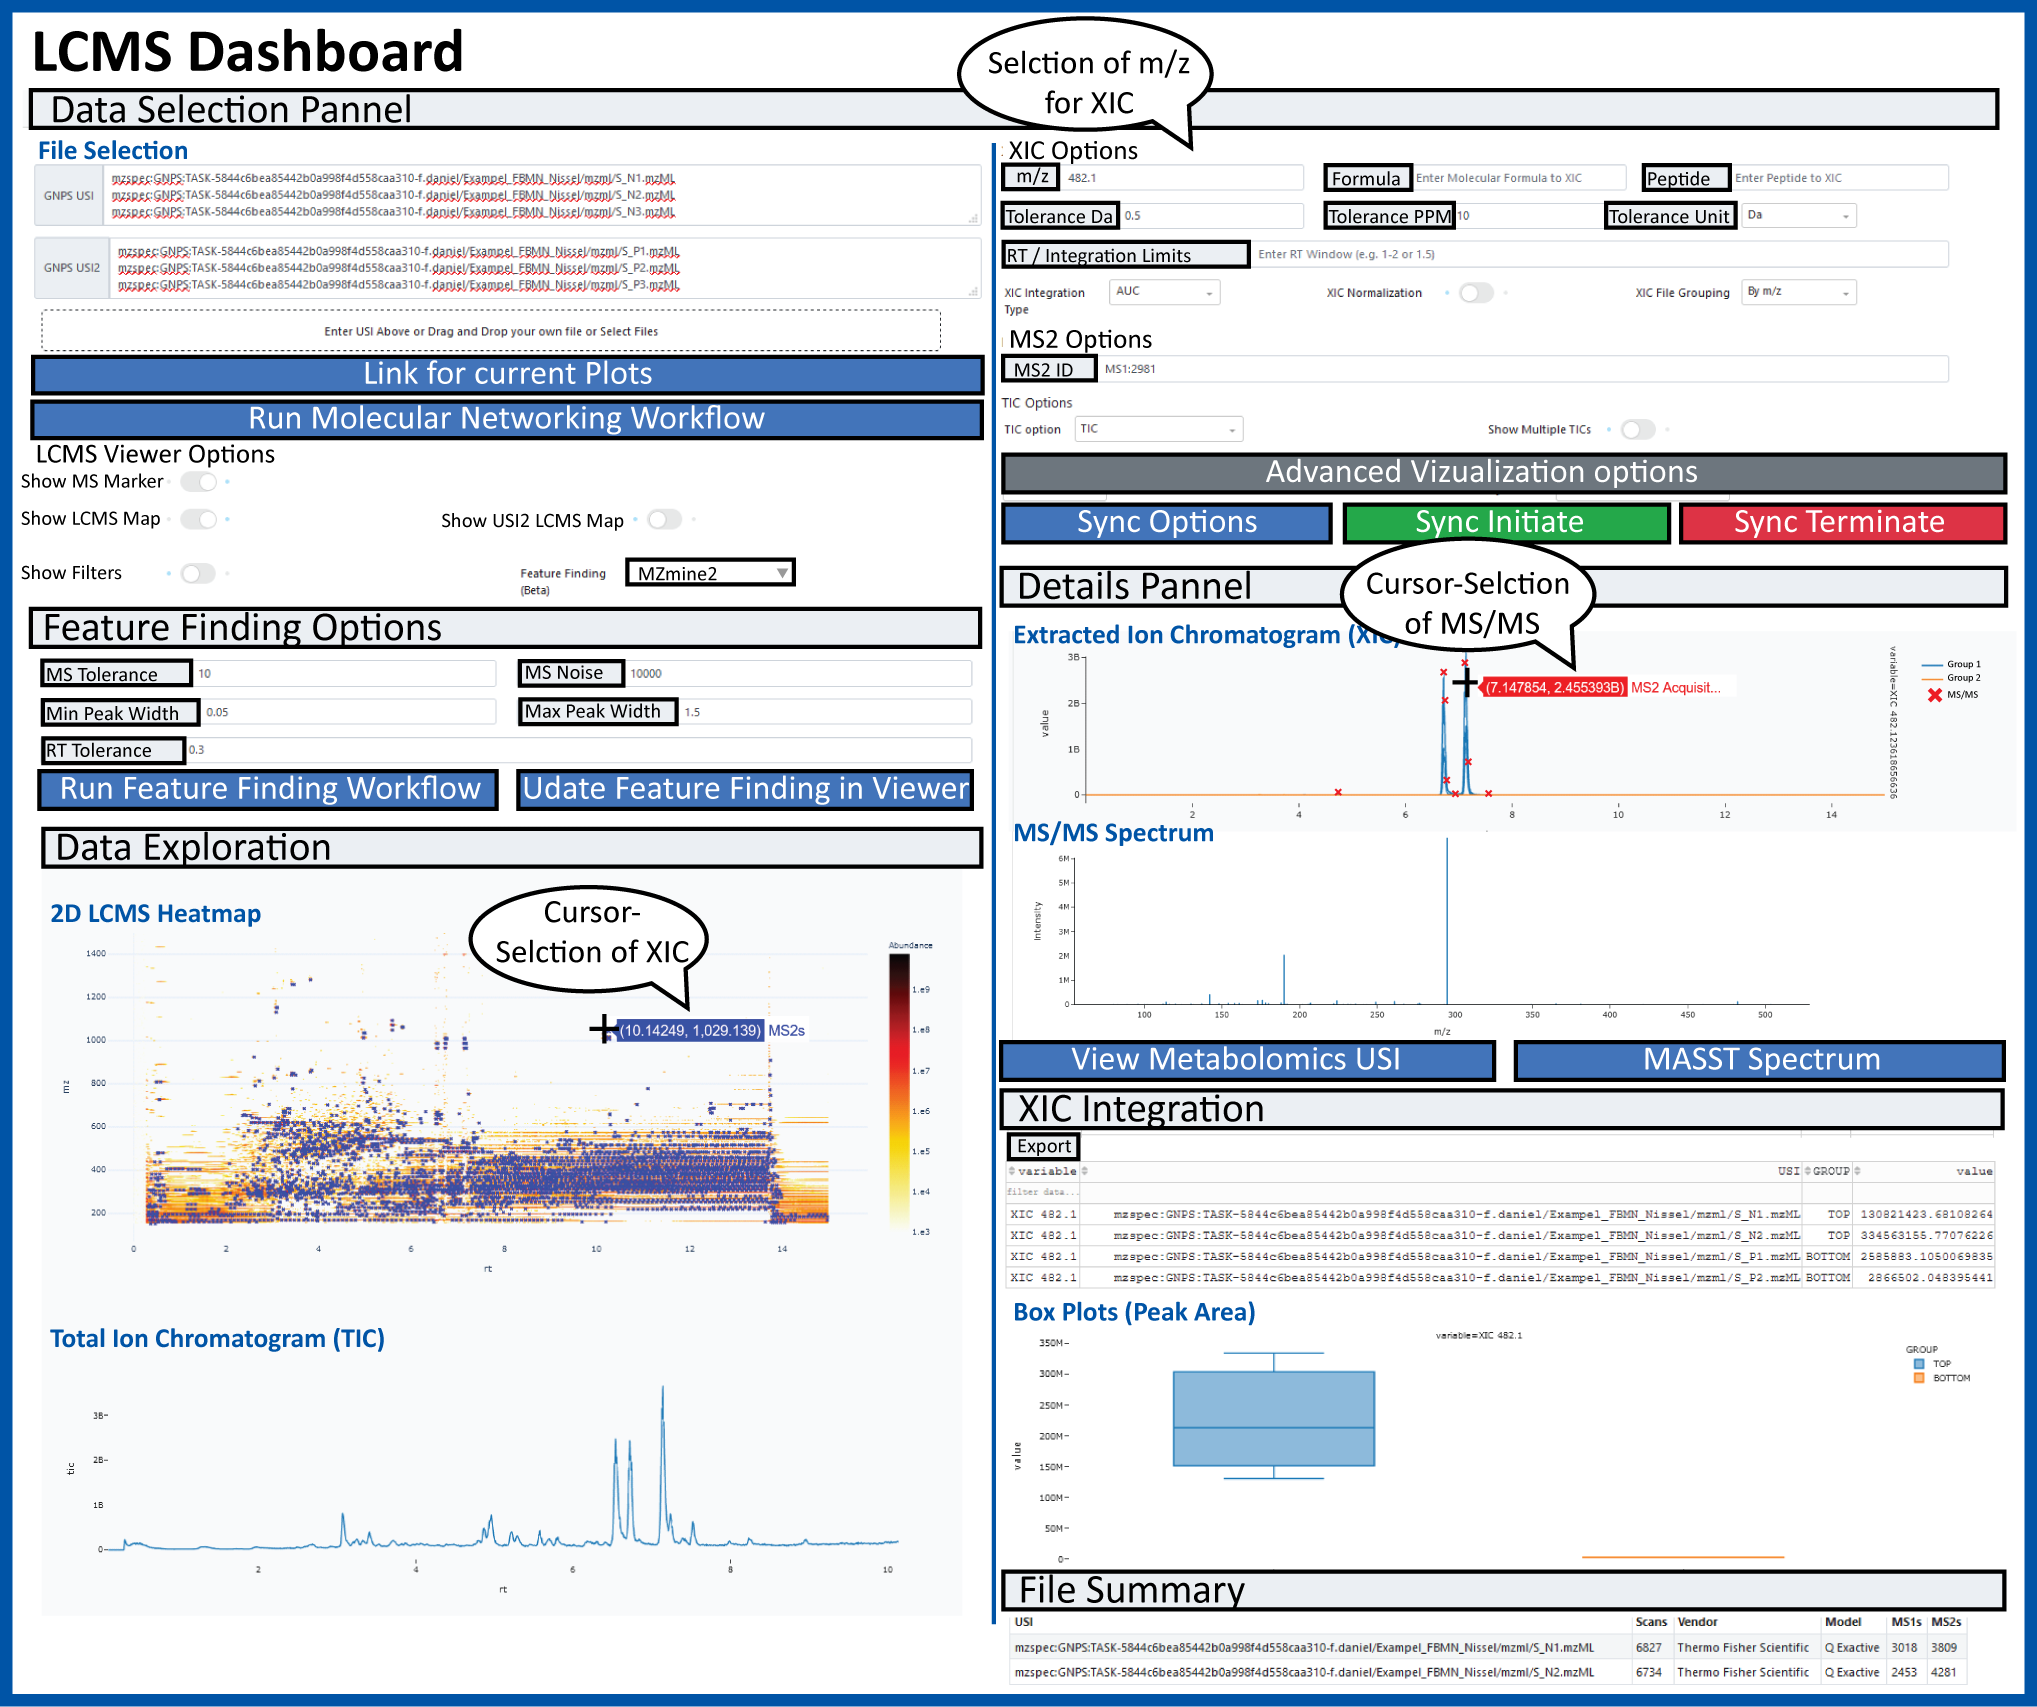 LCMS Dashboard
Selction of m/z
for XIC
Data Selection Pannel
File Selection
GNPS USI
mzspec:GNPS:TASK-5844c6bea85442b0a998f4d558caa310-f.daniel/Exampel_FBMN_Nissel/mzml/S_N1.mzML
mzspec:GNPS:TASK-5844c6bea85442b0a998f4d558caa310-f.daniel/Exampel_FBMN_Nissel/mzml/S_N2.mzML
mzspec:GNPS:TASK-5844c6bea85442b0a998f4d558caa310-f.daniel/Exampel_FBMN_Nissel/mzml/S_N3.mzML
GNPS USI2
mzspec:GNPS:TASK-5844c6bea85442b0a998f4d558caa310-f.daniel/Exampel_FBMN_Nissel/mzml/S_P1.mzML
mzspec:GNPS:TASK-5844c6bea85442b0a998f4d558caa310-f.daniel/Exampel_FBMN_Nissel/mzml/S_P2.mzML
mzspec:GNPS:TASK-5844c6bea85442b0a998f4d558caa310-f.daniel/Exampel_FBMN_Nissel/mzml/S_P3.mzML
Enter USI Above or Drag and Drop your own file or Select Files
Link for current Plots
Run Molecular Networking Workflow
LCMS Viewer Options
Show MS Marker
Show LCMS Map
Show USI2 LCMS Map
Show Filters
Feature Finding
(Beta)
MZmine2
Feature Finding Options
MS Tolerance 10
MS Noise 10000
Min Peak Width 0.05
Max Peak Width 1.5
RT Tolerance 0.3
Run Feature Finding Workflow
Udate Feature Finding in Viewer
Data Exploration
2D LCMS Heatmap
Cursor-
Selction of XIC
(10.14249, 1,029.139) MS2s
mz
1400
1200
1000
800
600
400
200
0 2 4 6 8 10 12 14
rt
Abundance
1.e9
1.e8
1.e7
1.e6
1.e5
1.e4
1.e3
Total Ion Chromatogram (TIC)
tic
3B
2B
1B
0
2 4 6 8 10
rt
XIC Options
m/z 482.1
Formula Enter Molecular Formula to XIC
Peptide Enter Peptide to XIC
Tolerance Da 0.5
Tolerance PPM 10
Tolerance Unit Da
RT / Integration Limits Enter RT Window (e.g. 1-2 or 1.5)
XIC Integration
Type
AUC
XIC Normalization
XIC File Grouping By m/z
MS2 Options
MS2 ID MS1:2981
TIC Options
TIC option TIC
Show Multiple TICs
Advanced Vizualization options
Sync Options
Sync Initiate
Sync Terminate
Details Pannel
Cursor-Selction
of MS/MS
Extracted Ion Chromatogram (XIC)
value
3B
2B
1B
0
2 4 6 8 10 12 14
(7.147854, 2.455393B) MS2 Acquisit...
variable=XIC 482.12361865663​6
Group 1
Group 2
MS/MS
MS/MS Spectrum
Intensity
6M
5M
4M
3M
2M
1M
0
100 150 200 250 300 350 400 450 500
m/z
View Metabolomics USI
MASST Spectrum
XIC Integration
Export
variable USI GROUP value
filter data...
XIC 482.1 mzspec:GNPS:TASK-5844c6bea85442b0a998f4d558caa310-f.daniel/Exampel_FBMN_Nissel/mzml/S_N1.mzML TOP 130821423.68108264
XIC 482.1 mzspec:GNPS:TASK-5844c6bea85442b0a998f4d558caa310-f.daniel/Exampel_FBMN_Nissel/mzml/S_N2.mzML TOP 334563155.77076226
XIC 482.1 mzspec:GNPS:TASK-5844c6bea85442b0a998f4d558caa310-f.daniel/Exampel_FBMN_Nissel/mzml/S_P1.mzML BOTTOM 2585883.1050069835
XIC 482.1 mzspec:GNPS:TASK-5844c6bea85442b0a998f4d558caa310-f.daniel/Exampel_FBMN_Nissel/mzml/S_P2.mzML BOTTOM 2866502.048395441
Box Plots (Peak Area)
variable=XIC 482.1
value
350M
300M
250M
200M
150M
100M
50M
0
GROUP
TOP
BOTTOM
File Summary
USI Scans Vendor Model MS1s MS2s
mzspec:GNPS:TASK-5844c6bea85442b0a998f4d558caa310-f.daniel/Exampel_FBMN_Nissel/mzml/S_N1.mzML 6827 Thermo Fisher Scientific Q Exactive 3018 3809
mzspec:GNPS:TASK-5844c6bea85442b0a998f4d558caa310-f.daniel/Exampel_FBMN_Nissel/mzml/S_N2.mzML 6734 Thermo Fisher Scientific Q Exactive 2453 4281